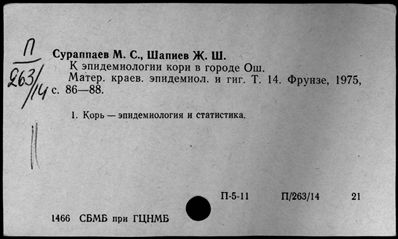 П
263/14
Сураппаев М. С., Шапиев Ж. Ш.
К эпидемиологии кори в городе Ош.
Матер. краев. эпидемиол. и гиг. Т. 14. Фрунзе, 1975,
с. 86—88.
1. Корь — эпидемиология и статистика.
П-5-11 П/263/14 21
1466 СБМБ при ГЦНМБ